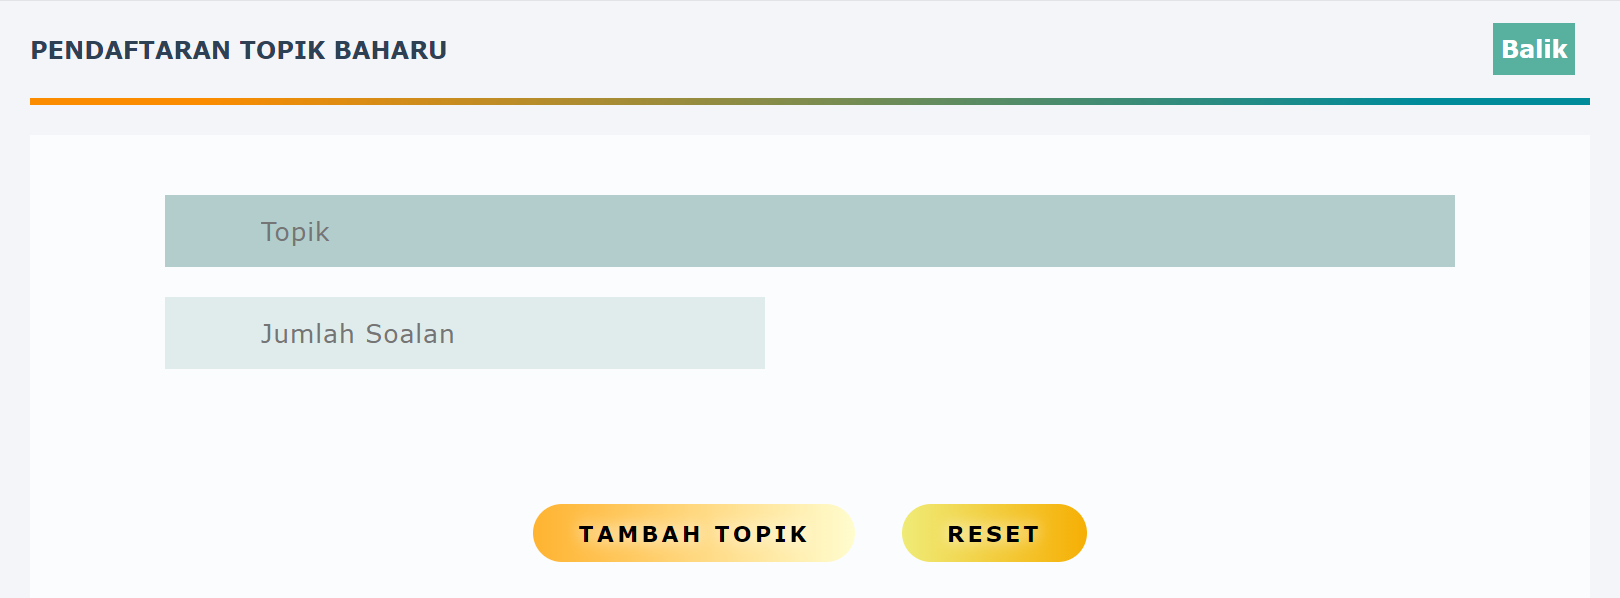 PENDAFTARAN TOPIK BAHARU
Balik
Topik
Jumlah Soalan
TAMBAH TOPIK
RESET